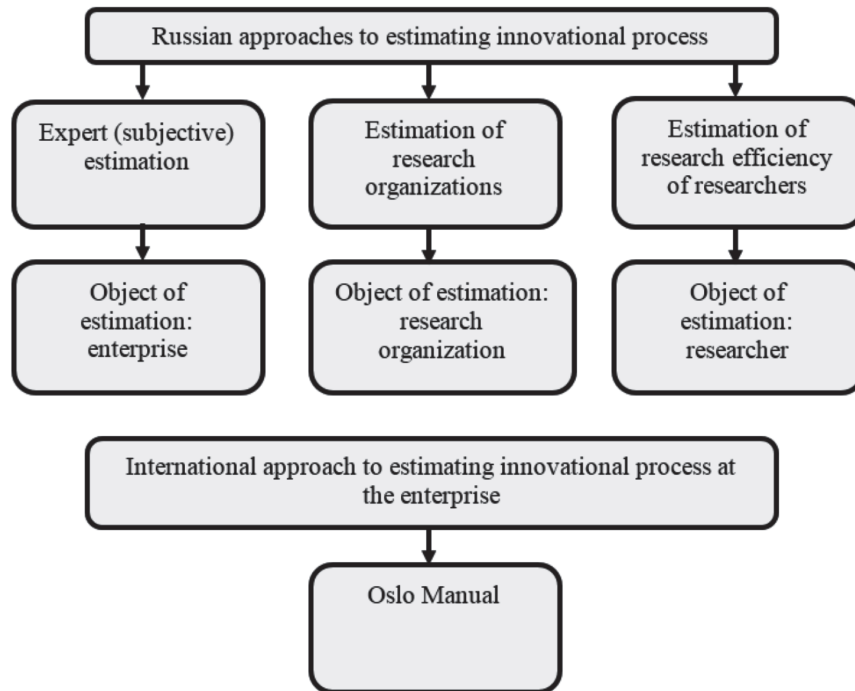 Russian approaches to estimating innovational process
Expert (subjective)
estimation
Estimation of
research
organizations
Estimation of
research efficiency
of researchers
Object of
estimation:
enterprise
Object of estimation:
research
organization
Object of
estimation:
researcher
International approach to estimating innovational process at
the enterprise
Oslo Manual